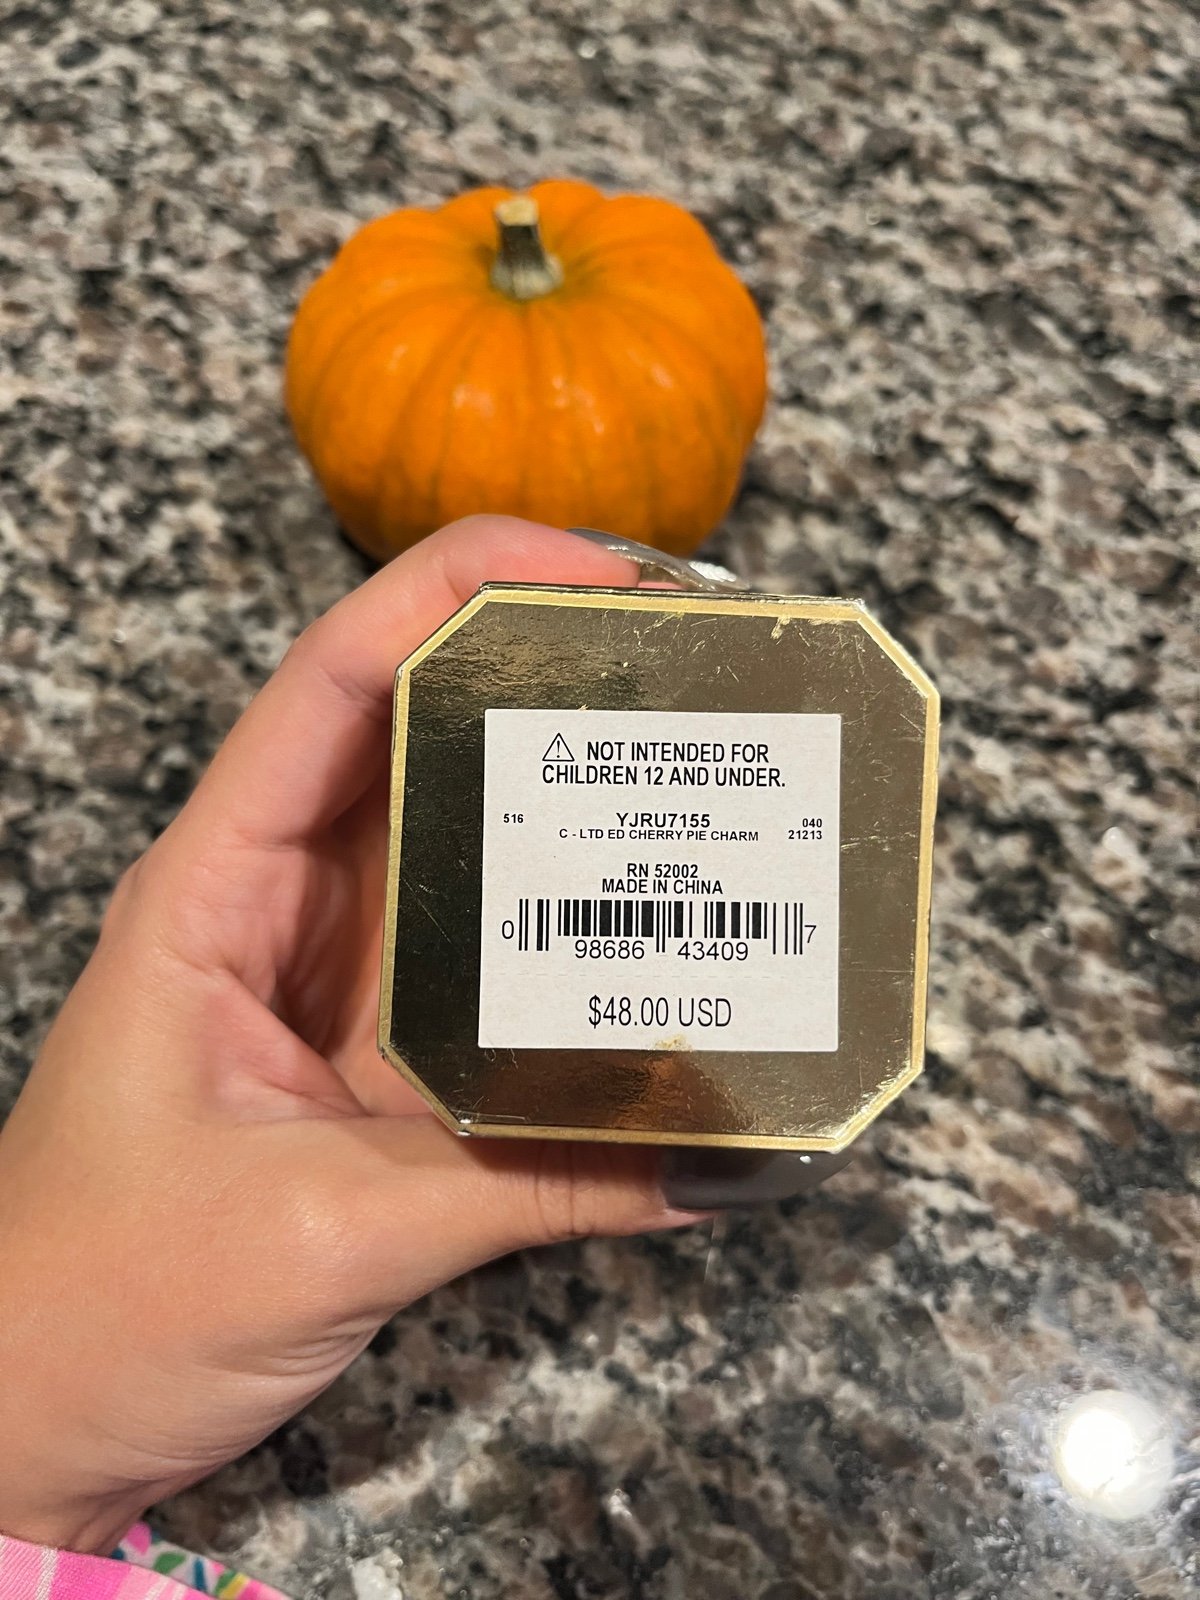 NOT INTENDED FOR
CHILDREN 12 AND UNDER.
516 YJRU7155 040
C - LTD ED CHERRY PIE CHARM 21213
RN 52002
MADE IN CHINA
0 98686 43409 7
$48.00 USD